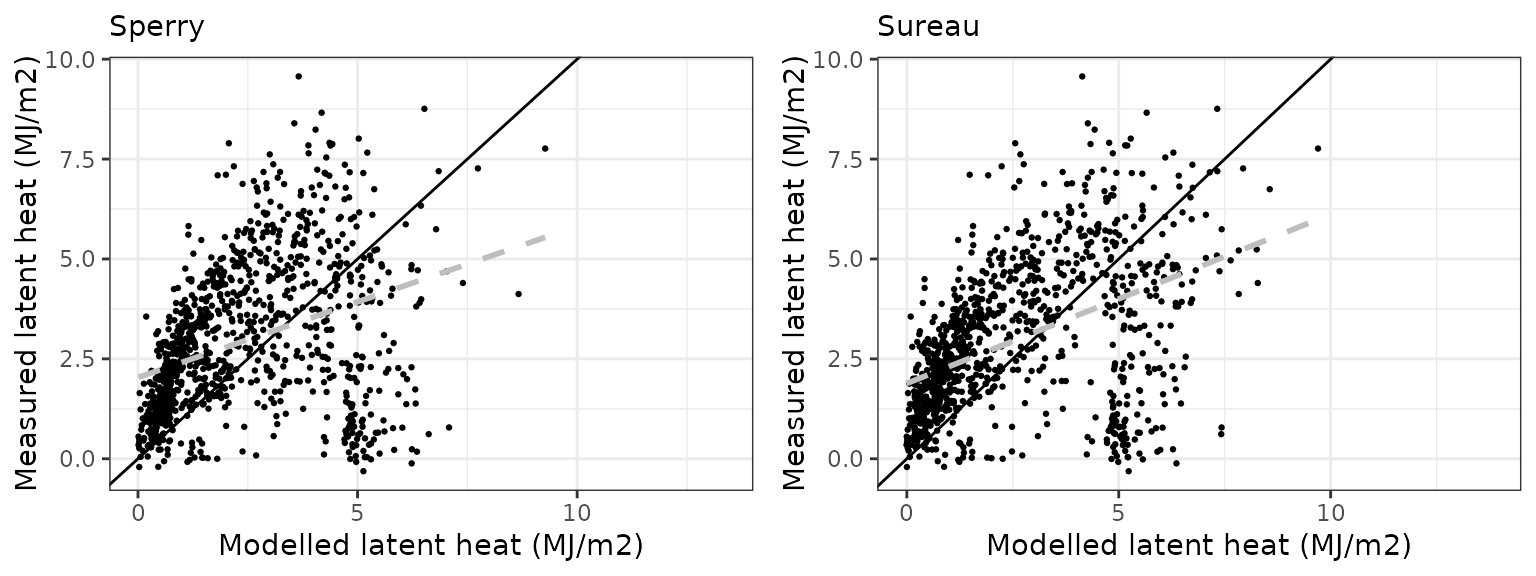 Sperry
Measured latent heat (MJ/m2)
10.0
7.5
5.0
2.5
0.0
0
5
10
Modelled latent heat (MJ/m2)
Sureau
Measured latent heat (MJ/m2)
10.0
7.5
5.0
2.5
0.0
0
5
10
Modelled latent heat (MJ/m2)